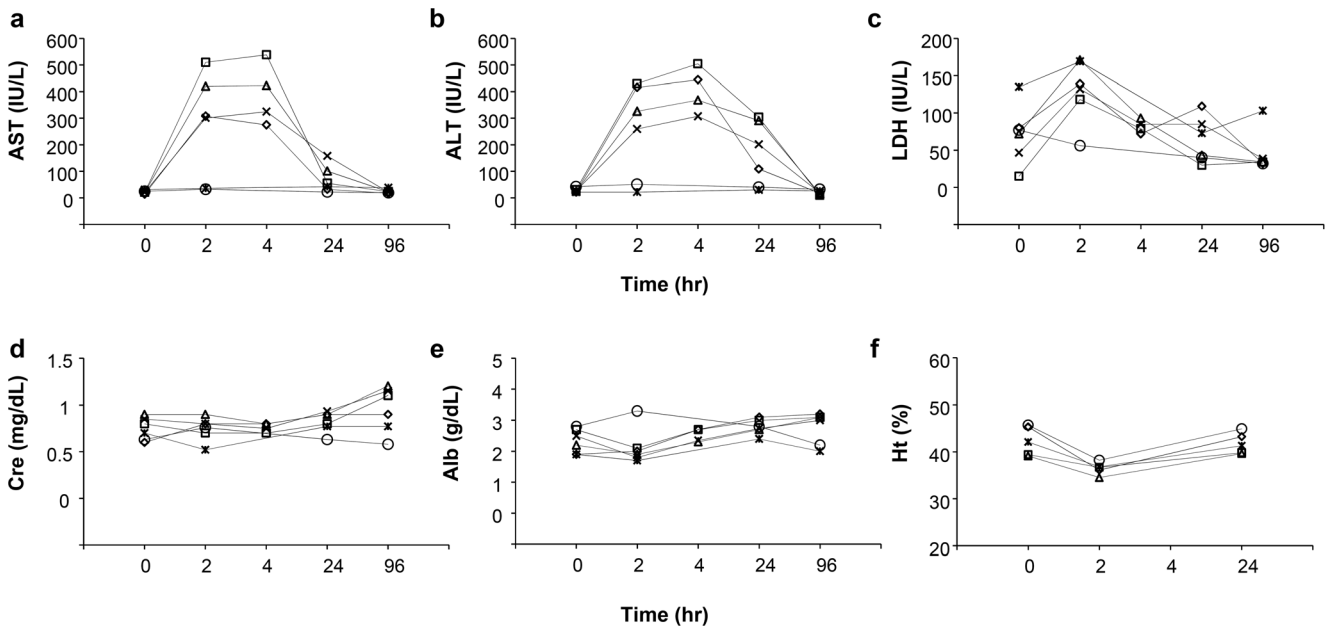 a
AST (IU/L)
600
500
400
300
200
100
0
0 2 4 24 96
b
ALT (IU/L)
600
500
400
300
200
100
0
0 2 4 24 96
c
LDH (IU/L)
200
150
100
50
0
0 2 4 24 96
Time (hr)
d
Cre (mg/dL)
1.5
1
0.5
0
0 2 4 24 96
e
Alb (g/dL)
5
4
3
2
1
0
0 2 4 24 96
f
Ht (%)
60
50
40
30
20
0 2 4 24
Time (hr)